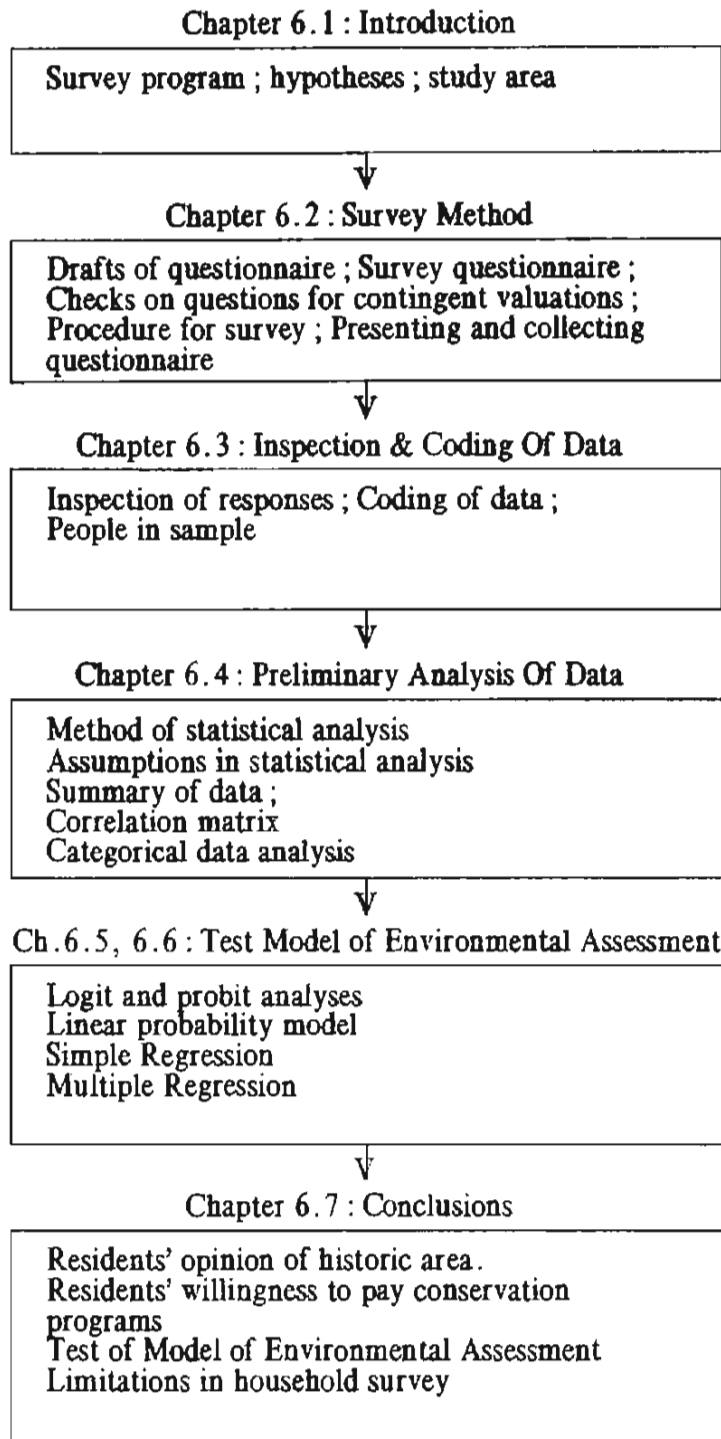 Chapter 6.1 : Introduction
Survey program ; hypotheses ; study area
Chapter 6.2 : Survey Method
Drafts of questionnaire ; Survey questionnaire ;
Checks on questions for contingent valuations ;
Procedure for survey ; Presenting and collecting
questionnaire
Chapter 6.3 : Inspection & Coding Of Data
Inspection of responses ; Coding of data ;
People in sample
Chapter 6.4 : Preliminary Analysis Of Data
Method of statistical analysis
Assumptions in statistical analysis
Summary of data ;
Correlation matrix
Categorical data analysis
Ch.6.5, 6.6 : Test Model of Environmental Assessment
Logit and probit analyses
Linear probability model
Simple Regression
Multiple Regression
Chapter 6.7 : Conclusions
Residents' opinion of historic area.
Residents' willingness to pay conservation
programs
Test of Model of Environmental Assessment
Limitations in household survey